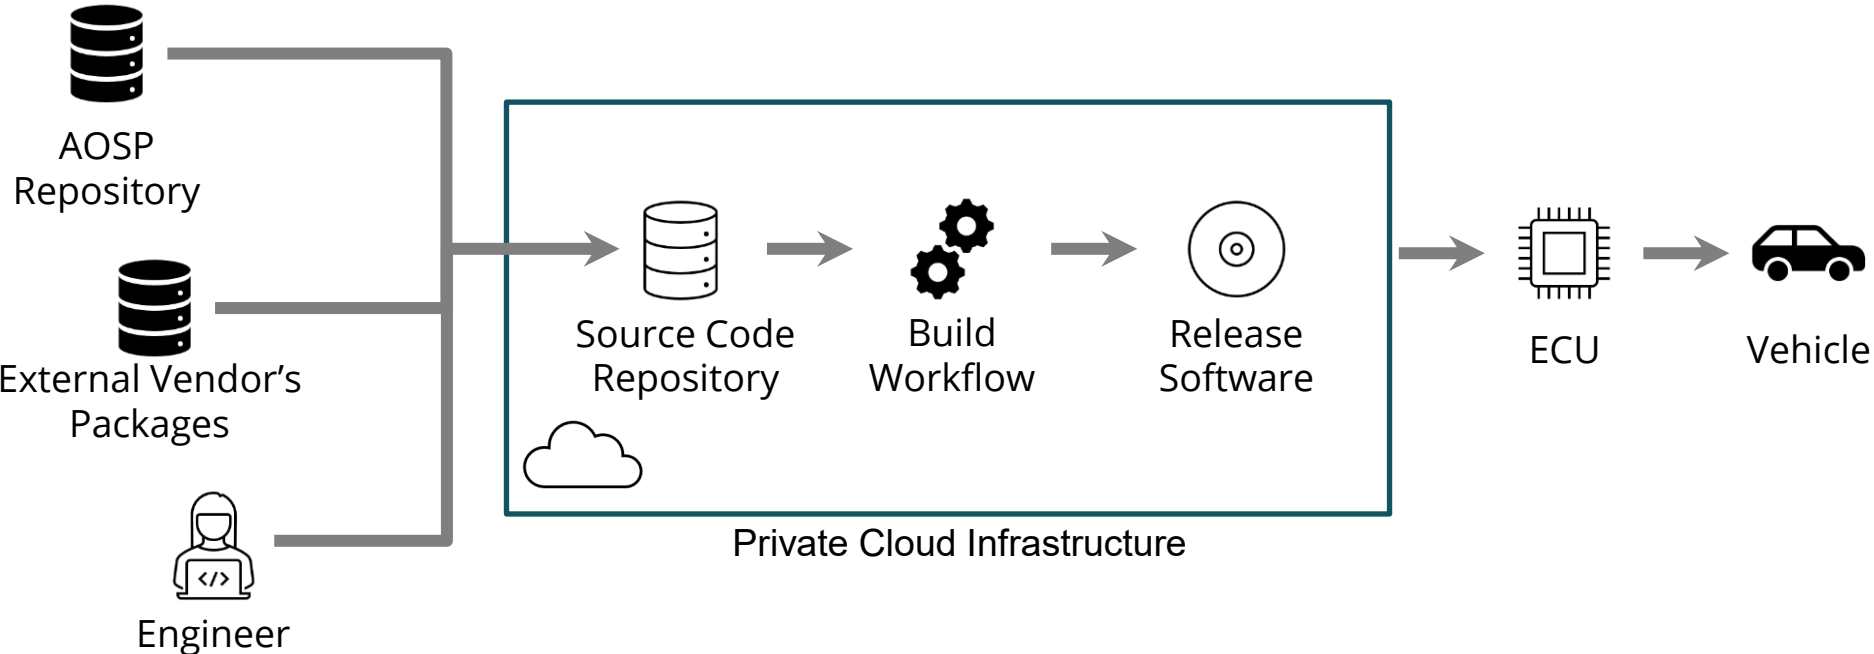 AOSP
Repository
External Vendor’s
Packages
</>
Engineer
Source Code
Repository
Build
Workflow
Release
Software
Private Cloud Infrastructure
ECU
Vehicle